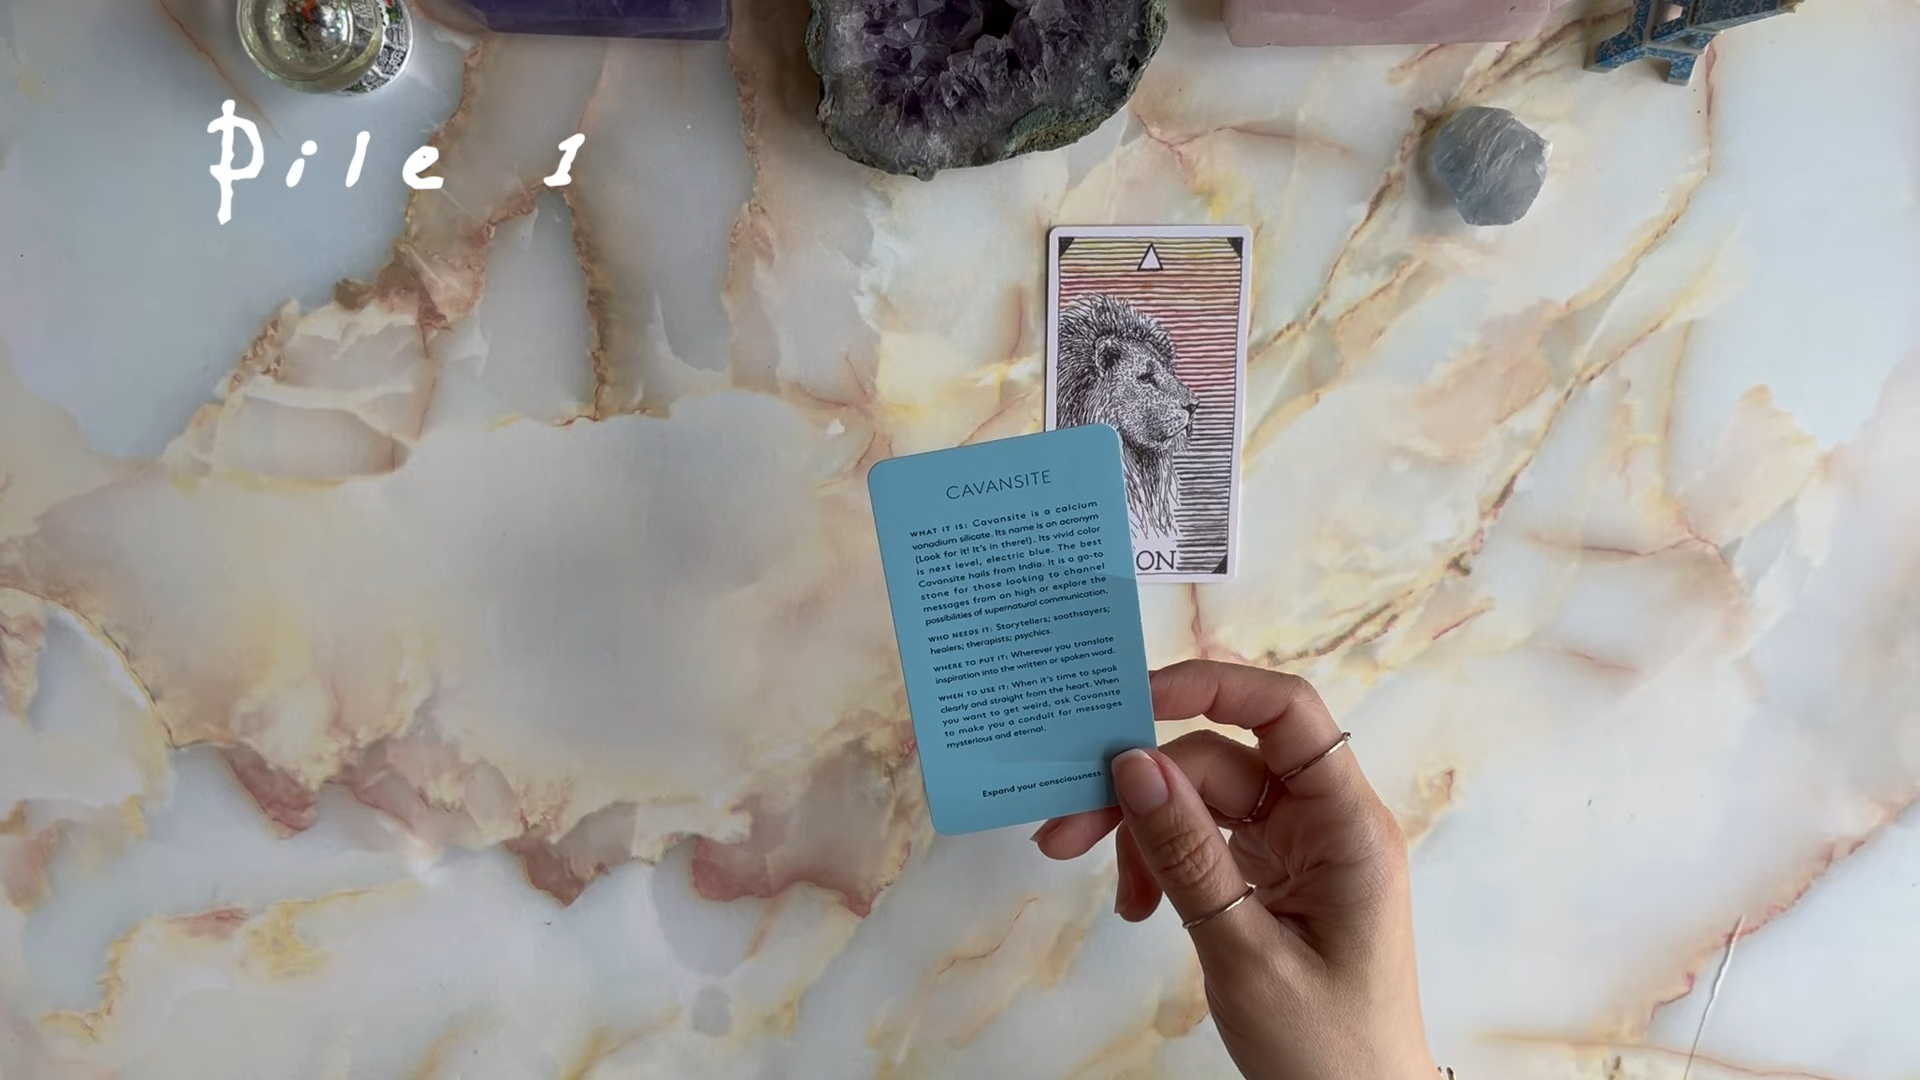 Pile 1
CAVANSITE
WHAT IT IS: Cavansite is a calcium
vanadium silicate. Its name is an acronym
(Look for it! It's in there!). Its vivid color
is next level, electric blue. The best
Cavansite hails from India. It is a go-to
stone for those looking to channel
messages from on high or explore the
possibilities of supernatural communication.
WHO NEEDS IT: Storytellers; soothsayers;
healers; therapists; psychics.
WHERE TO PUT IT: Wherever you translate
inspiration into the written or spoken word.
WHEN TO USE IT: When it's time to speak
clearly and straight from the heart. When
you want to get weird, ask Cavansite
to make you a conduit for messages
mysterious and eternal.
Expand your consciousness.
ON